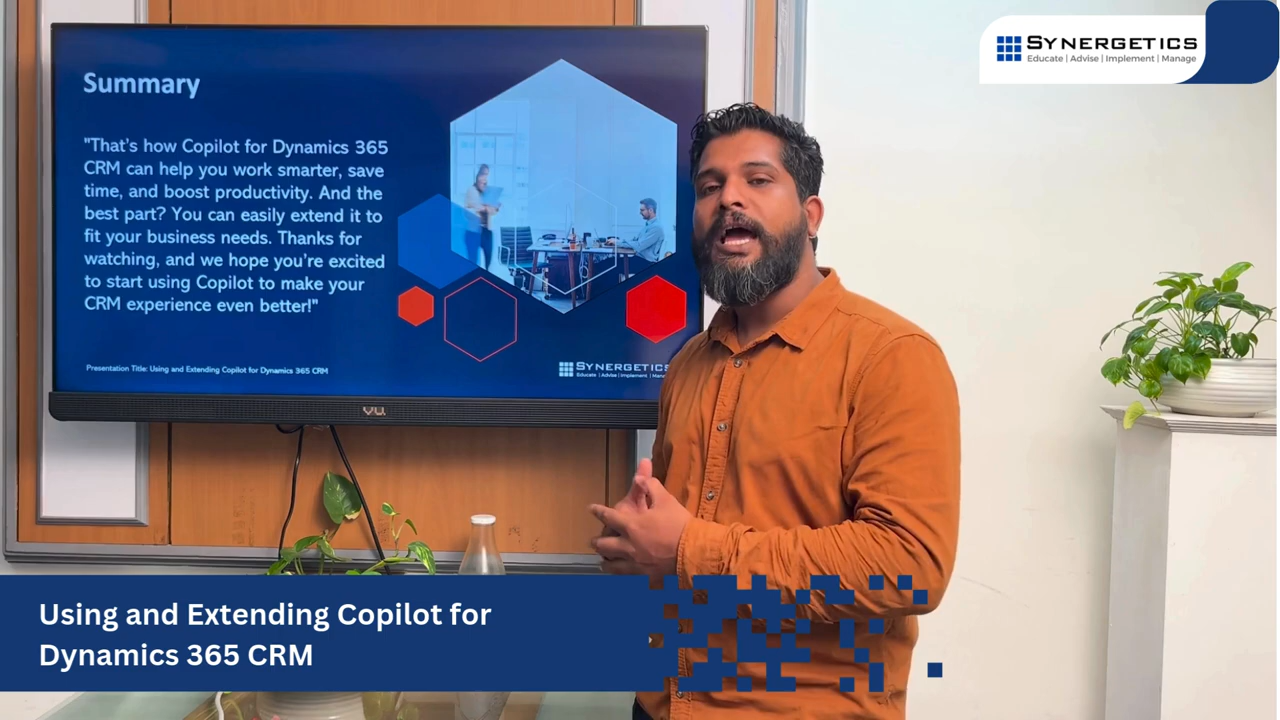 SYNERGETICS
Educate | Advise | Implement | Manage
Summary
"That's how Copilot for Dynamics 365
CRM can help you work smarter, save
time, and boost productivity. And the
best part? You can easily extend it to
fit your business needs. Thanks for
watching, and we hope you're excited
to start using Copilot to make your
CRM experience even better!"
Presentation Title: Using and Extending Copilot for Dynamics 365 CRM
SYNERGETICS
Educate | Advise | Implement |
VU.
Using and Extending Copilot for
Dynamics 365 CRM